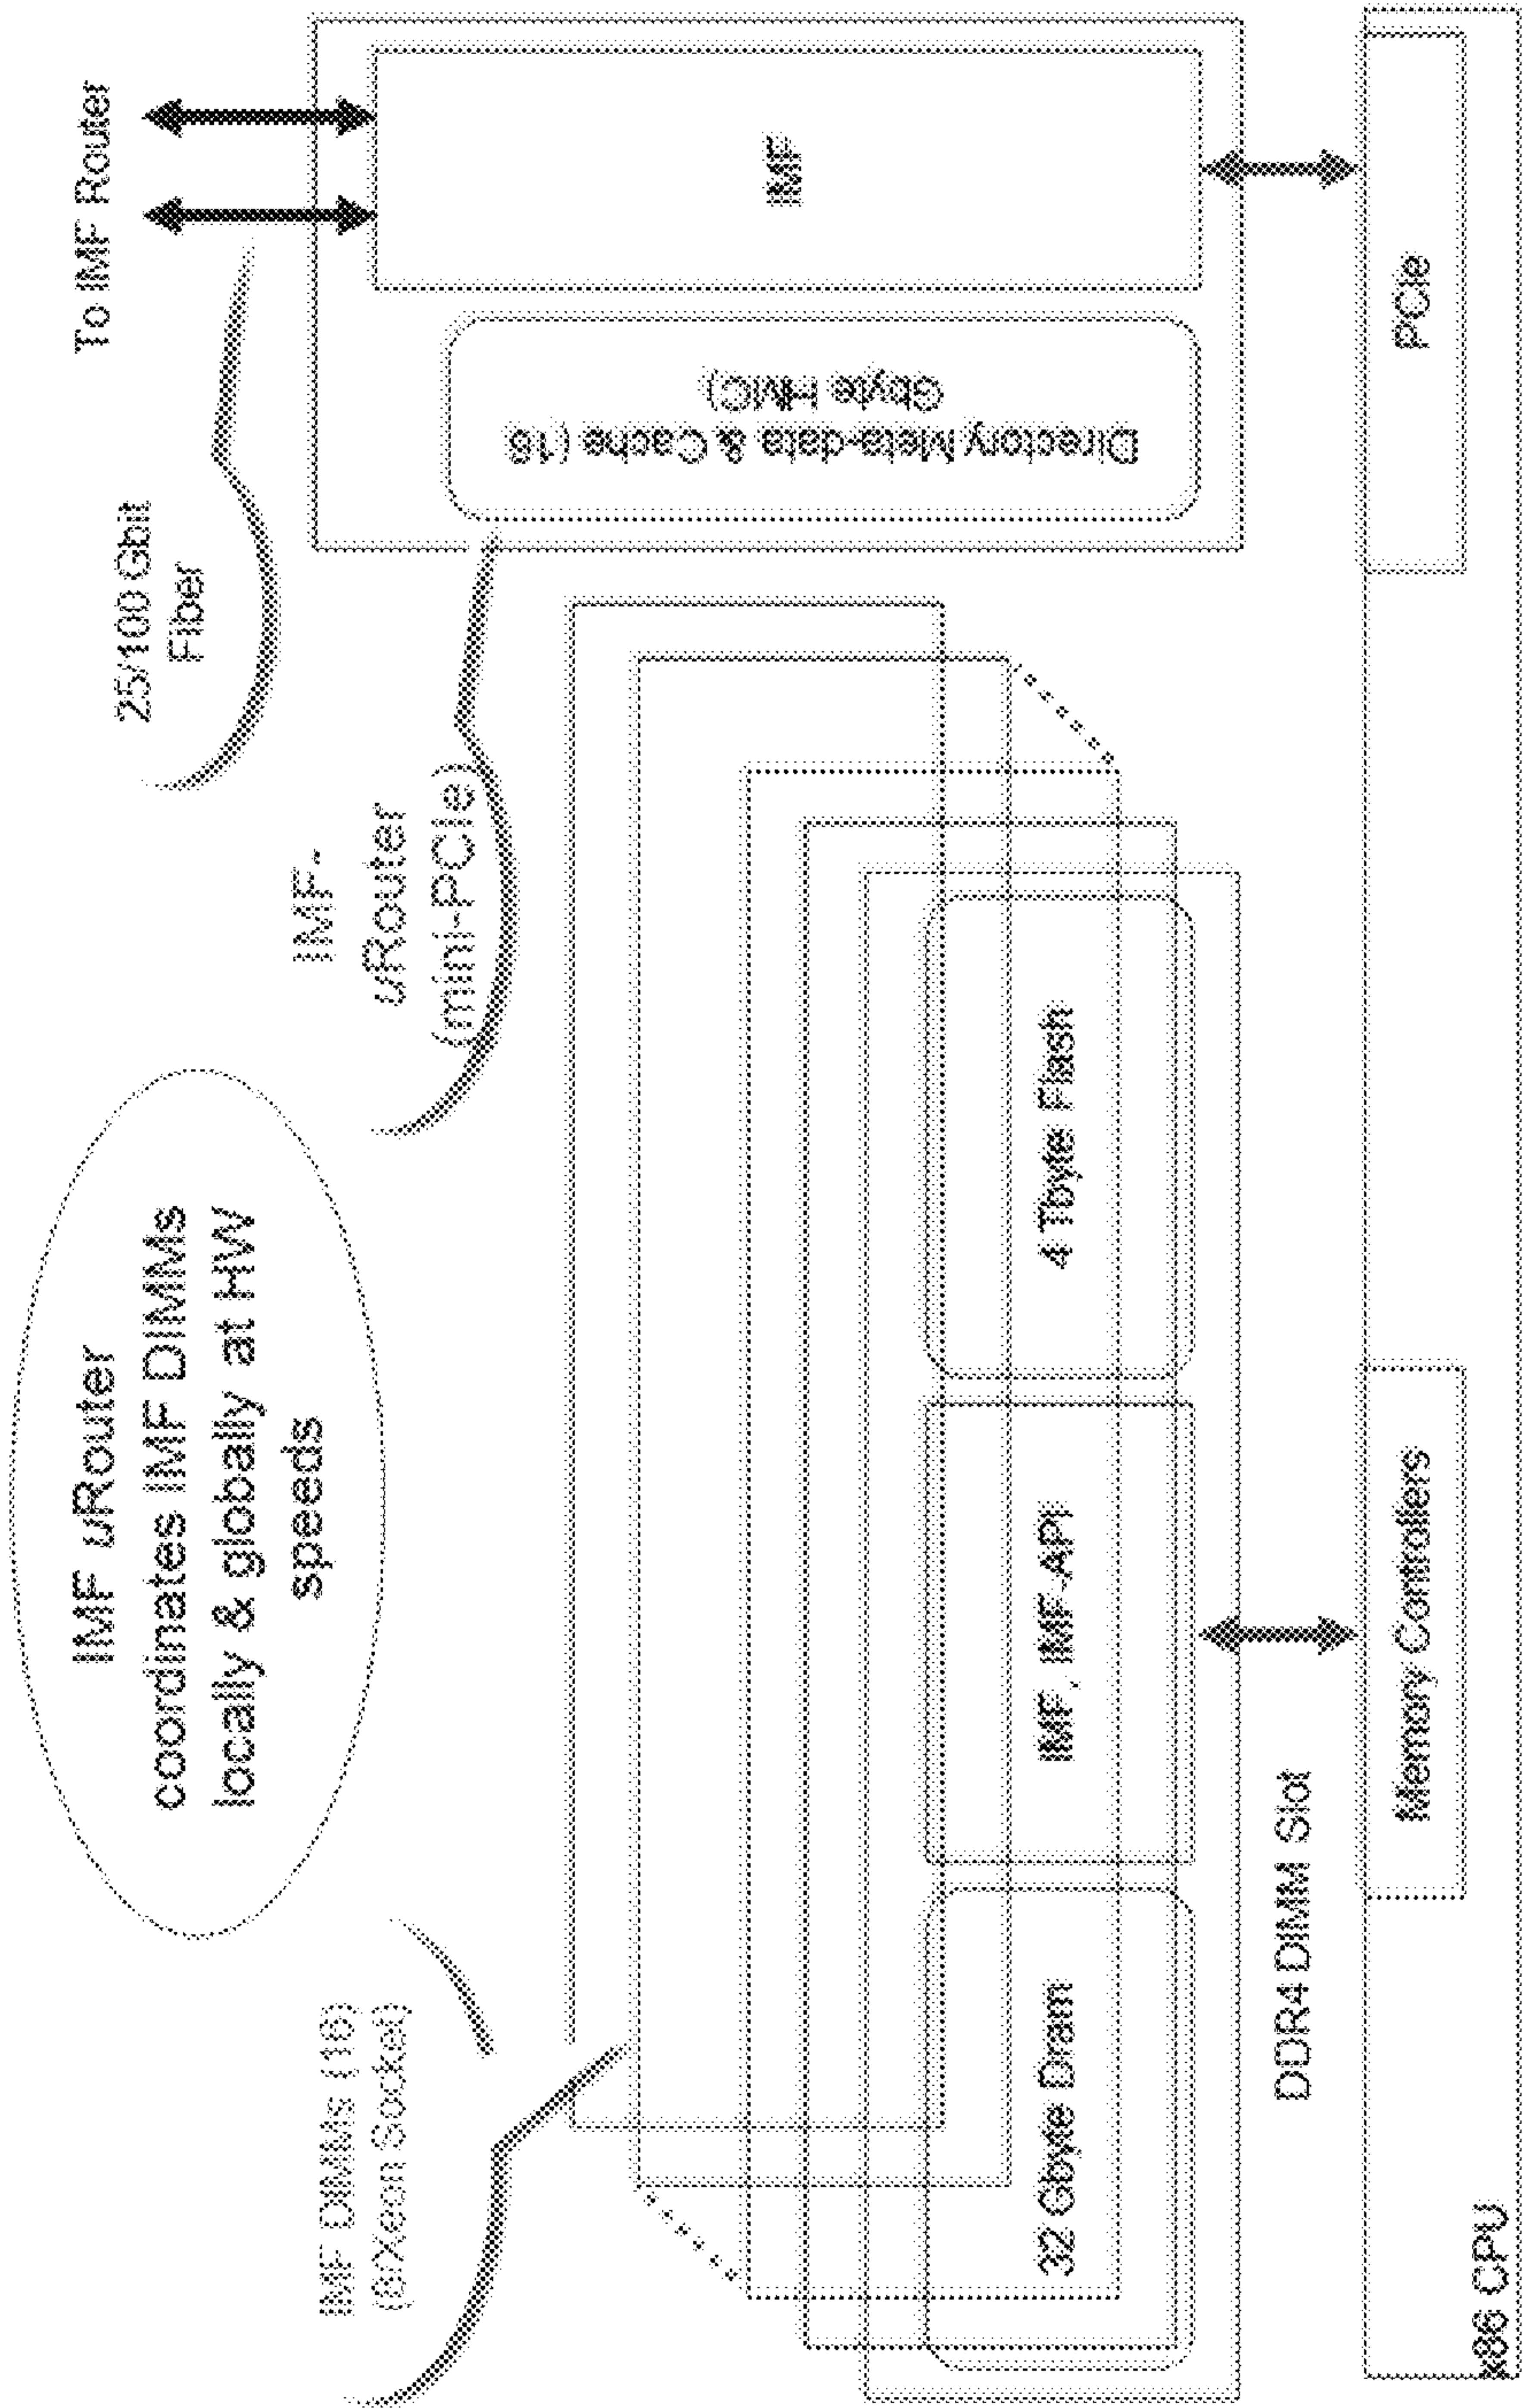 IMF uRouter
coordinates IMF DIMMs
locally & globally at HW
speeds
To IMF Router
25/100 Gbit
Fiber
IMF DIMMs (16)
(8/Xeon Socket)
IMF-
uRouter
(mini-PCIe)
Directory Meta-data & Cache (16
Gbyte HMC)
IMF
32 Gbyte Dram
IMF, IMF-API
4 Tbyte Flash
DDR4 DIMM Slot
Memory Controllers
PCIe
x86 CPU